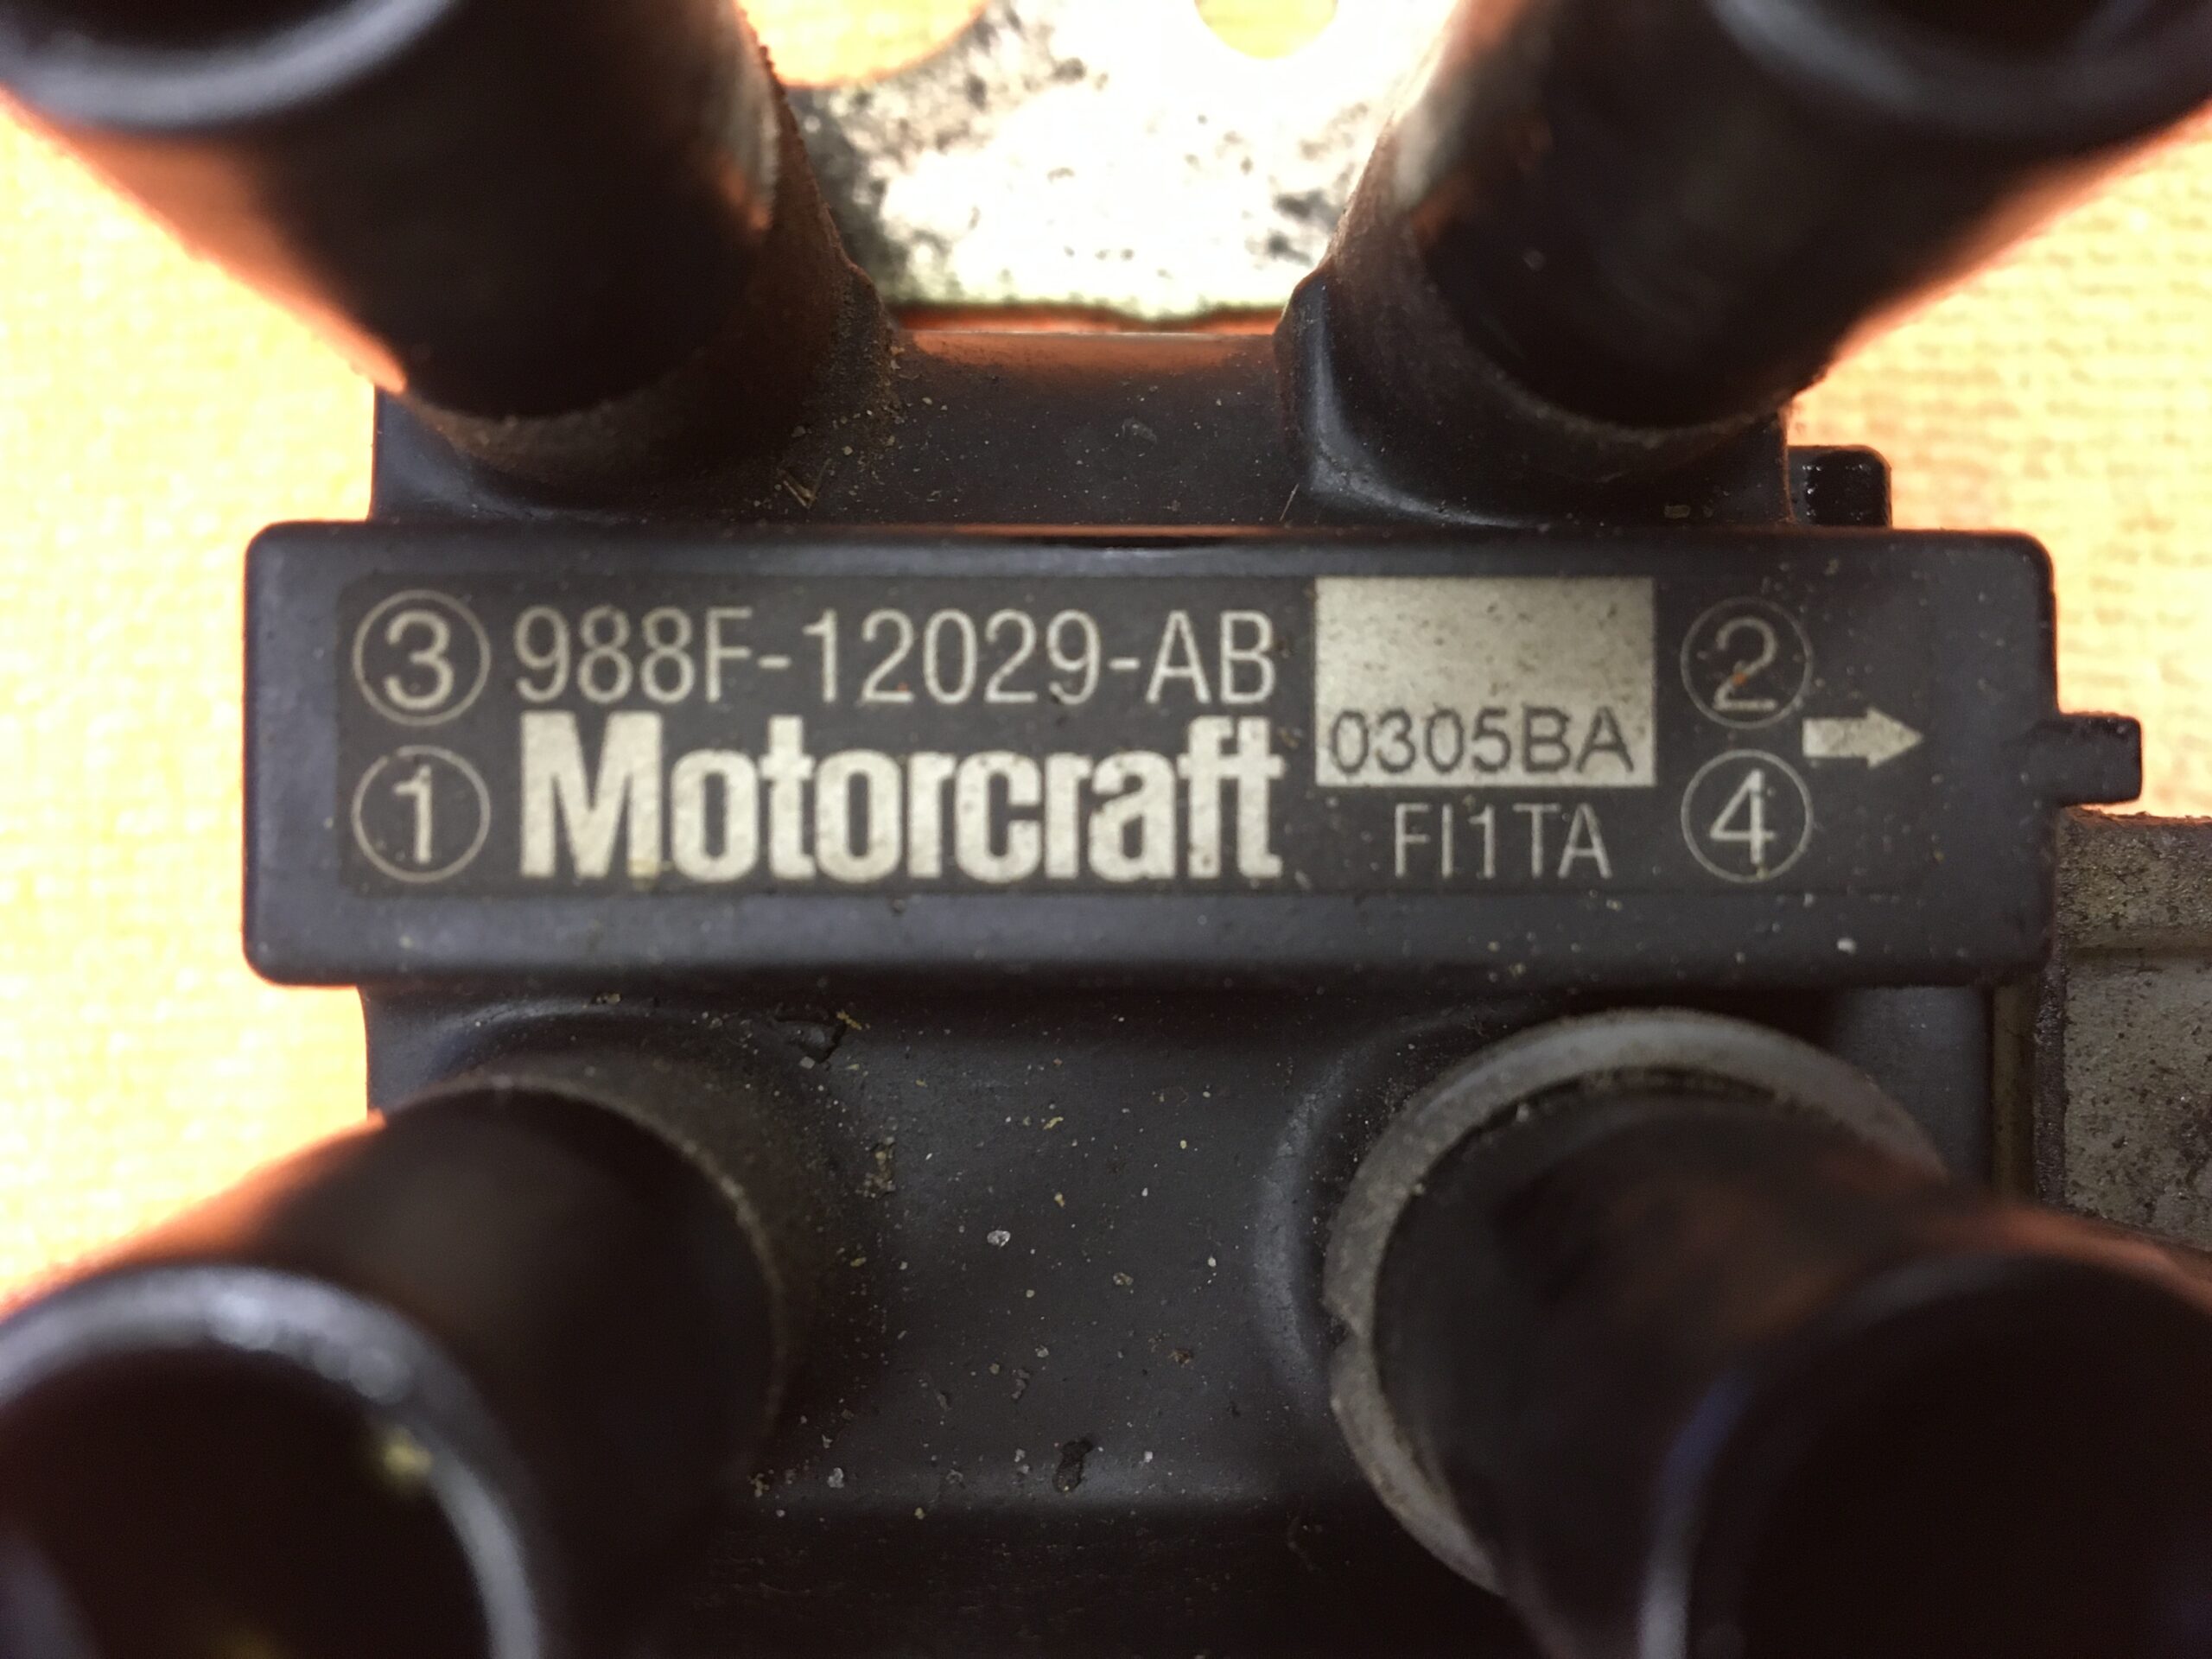 ③ 988F-12029-AB ②
① Motorcraft 0305BA ④
FI1TA